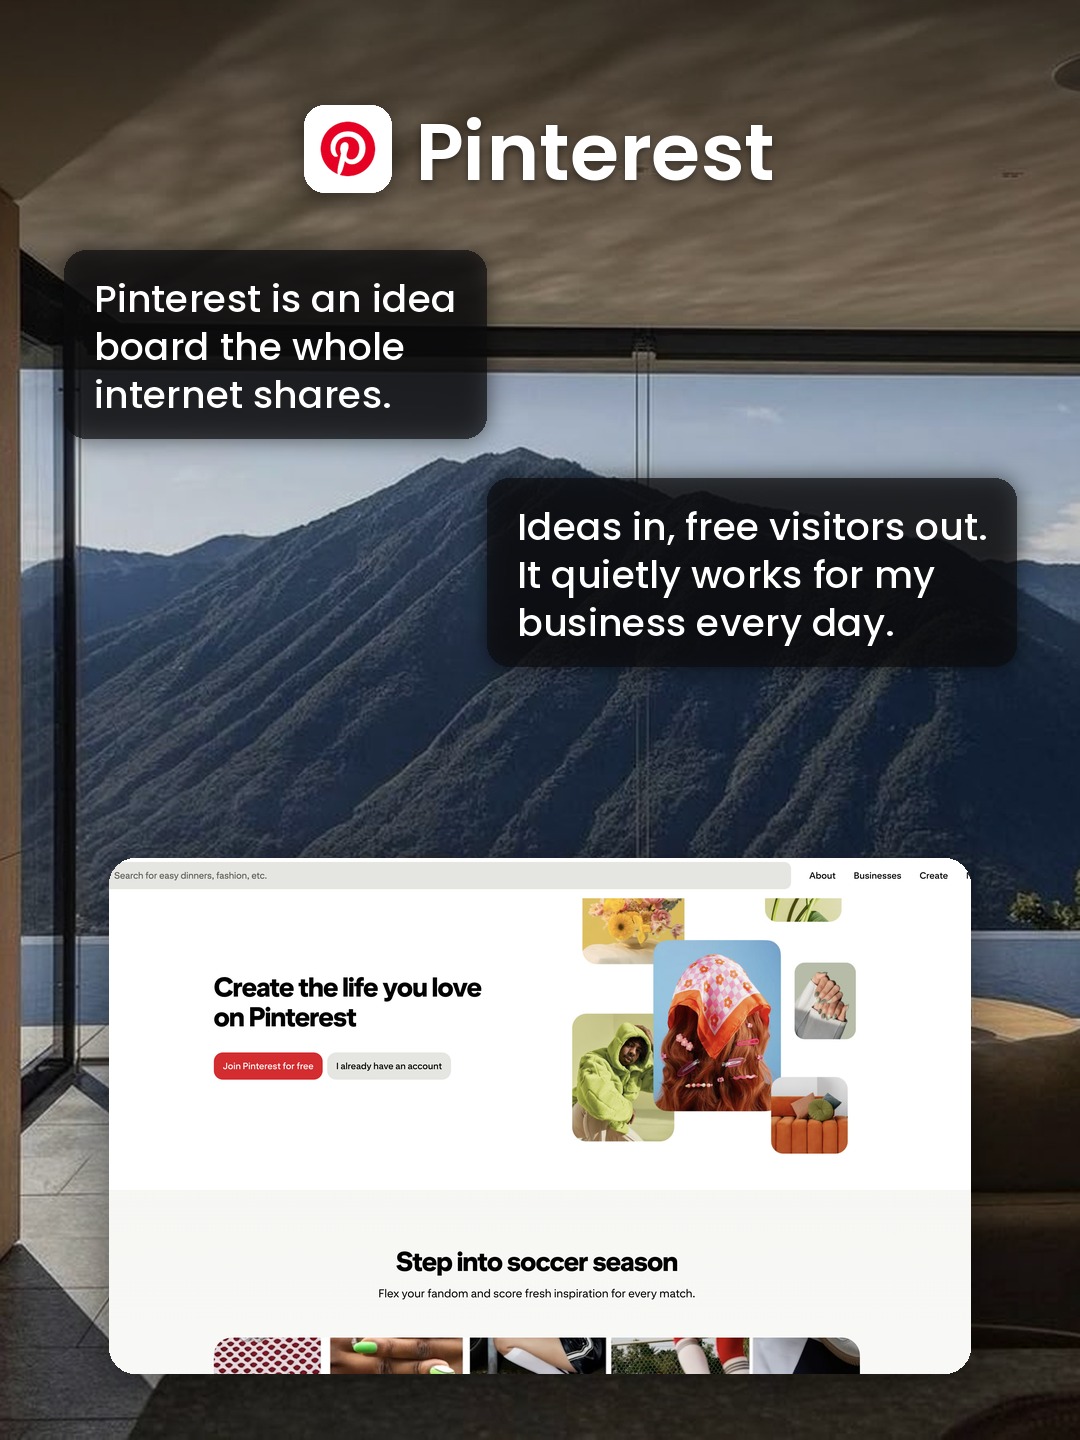 Pinterest
Pinterest is an idea
board the whole
internet shares.
Ideas in, free visitors out.
It quietly works for my
business every day.
Search for easy dinners, fashion, etc.
About
Businesses
Create
Create the life you love
on Pinterest
Join Pinterest for free
I already have an account
Step into soccer season
Flex your fandom and score fresh inspiration for every match.